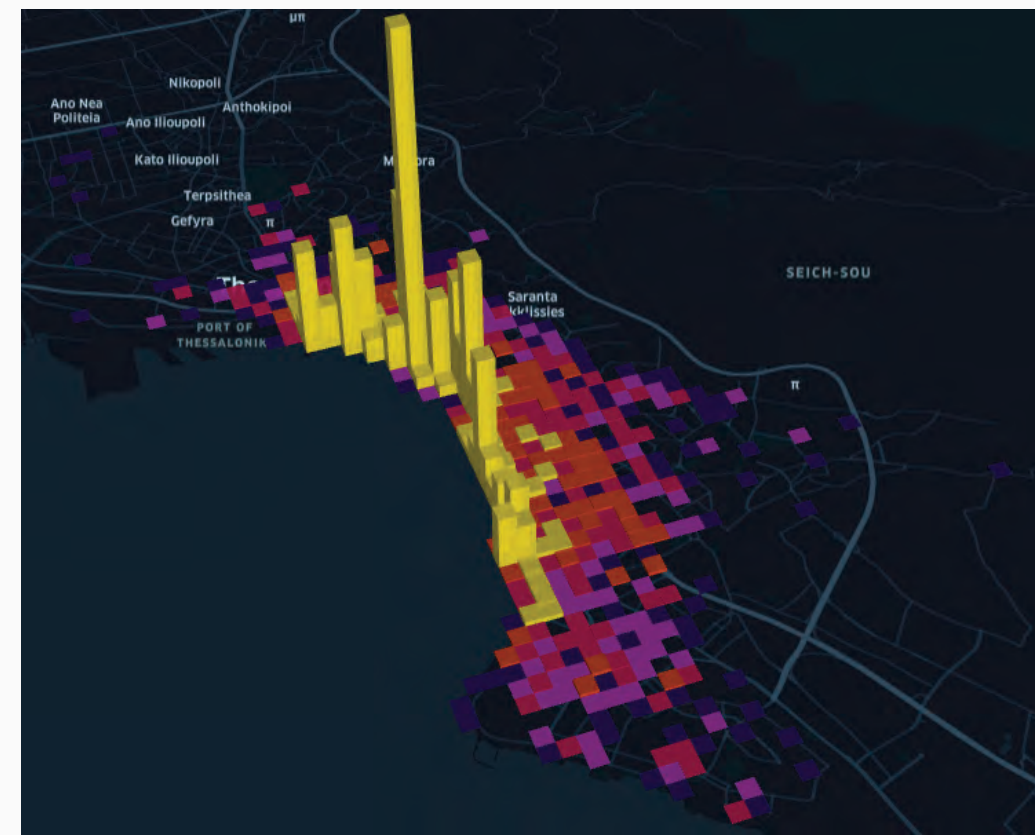 μπ
Nikopoli
Ano Nea
Politeia
Anthokipoi
Ano Ilioupoli
Kato Ilioupoli
Terpsithea
Gefyra
π
SEICH-SOU
Saranta
PORT OF
THESSALONIK
π